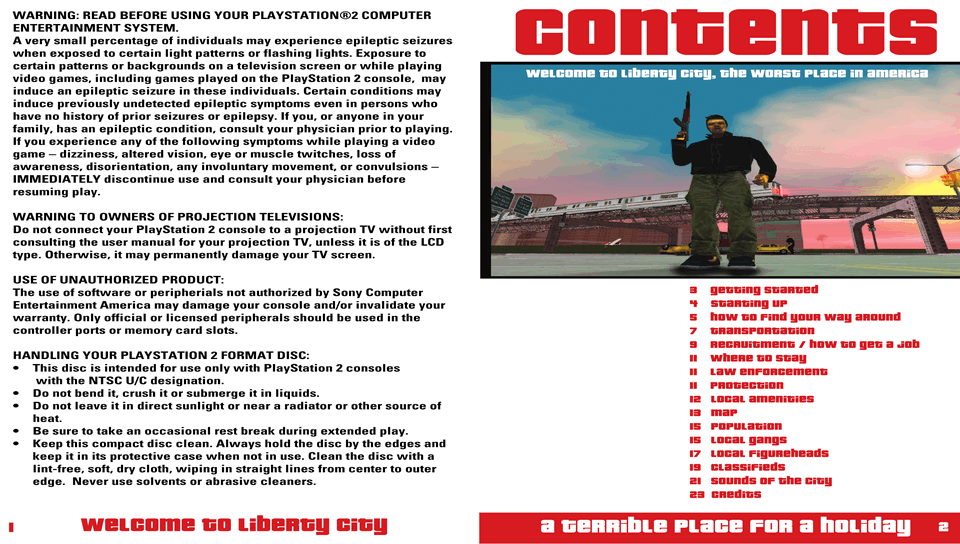 WARNING: READ BEFORE USING YOUR PLAYSTATION®2 COMPUTER
ENTERTAINMENT SYSTEM.
A very small percentage of individuals may experience epileptic seizures
when exposed to certain light patterns or flashing lights. Exposure to
certain patterns or backgrounds on a television screen or while playing
video games, including games played on the PlayStation 2 console, may
induce an epileptic seizure in these individuals. Certain conditions may
induce previously undetected epileptic symptoms even in persons who
have no history of prior seizures or epilepsy. If you, or anyone in your
family, has an epileptic condition, consult your physician prior to playing.
If you experience any of the following symptoms while playing a video
game – dizziness, altered vision, eye or muscle twitches, loss of
awareness, disorientation, any involuntary movement, or convulsions –
IMMEDIATELY discontinue use and consult your physician before
resuming play.
WARNING TO OWNERS OF PROJECTION TELEVISIONS:
Do not connect your PlayStation 2 console to a projection TV without first
consulting the user manual for your projection TV, unless it is of the LCD
type. Otherwise, it may permanently damage your TV screen.
USE OF UNAUTHORIZED PRODUCT:
The use of software or peripherials not authorized by Sony Computer
Entertainment America may damage your console and/or invalidate your
warranty. Only official or licensed peripherals should be used in the
controller ports or memory card slots.
HANDLING YOUR PLAYSTATION 2 FORMAT DISC:
• This disc is intended for use only with PlayStation 2 consoles
with the NTSC U/C designation.
• Do not bend it, crush it or submerge it in liquids.
• Do not leave it in direct sunlight or near a radiator or other source of
heat.
• Be sure to take an occasional rest break during extended play.
• Keep this compact disc clean. Always hold the disc by the edges and
keep it in its protective case when not in use. Clean the disc with a
lint-free, soft, dry cloth, wiping in straight lines from center to outer
edge. Never use solvents or abrasive cleaners.
1 Welcome to Liberty City
Contents
Welcome to Liberty City, the worst place in america
3 Getting Started
4 Starting Up
5 How to Find Your Way Around
7 Transportation
9 Recruitment / How to Get a Job
11 Where to Stay
11 Law Enforcement
11 Protection
12 Local Amenities
13 Map
15 Population
15 Local Gangs
17 Local Figureheads
19 Classifieds
21 Sounds of the City
23 Credits
a terrible place for a holiday 2